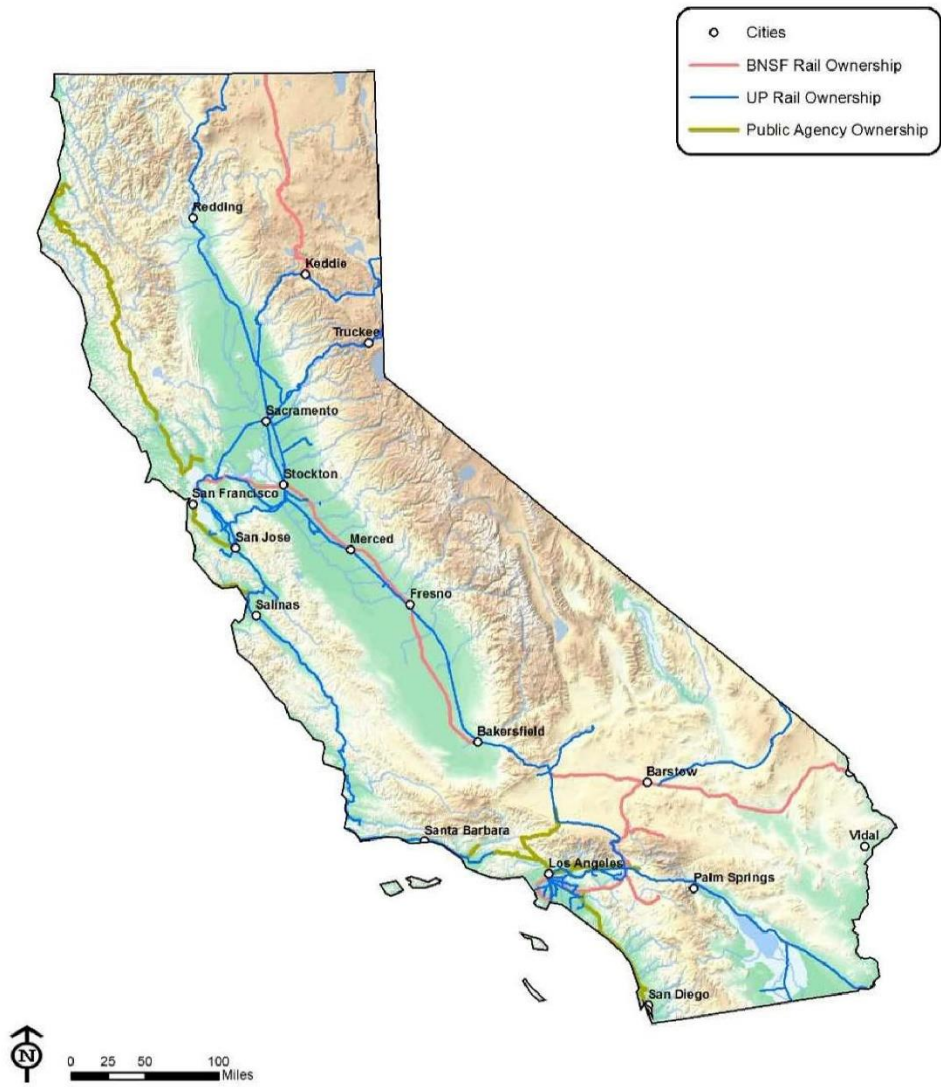 Cities
BNSF Rail Ownership
UP Rail Ownership
Public Agency Ownership
Redding
Keddie
Truckee
Sacramento
Stockton
San Francisco
San Jose
Merced
Fresno
Salinas
Bakersfield
Barstow
Santa Barbara
Vidal
Los Angeles
Palm Springs
San Diego
N
0 25 50 100
Miles